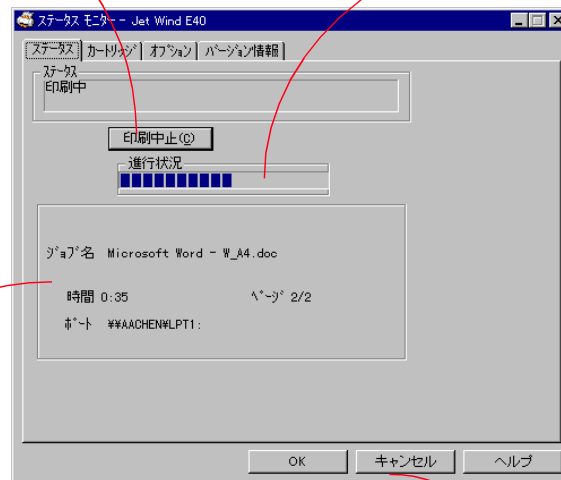 ステータス モニター - Jet Wind E40
ステータス カートリッジ オプション バージョン情報
ステータス
印刷中
印刷中止(C)
進行状況
ジョブ名 Microsoft Word - W_A4.doc
時間 0:35 ページ 2/2
ポート ¥¥AACHEN¥LPT1:
OK キャンセル ヘルプ